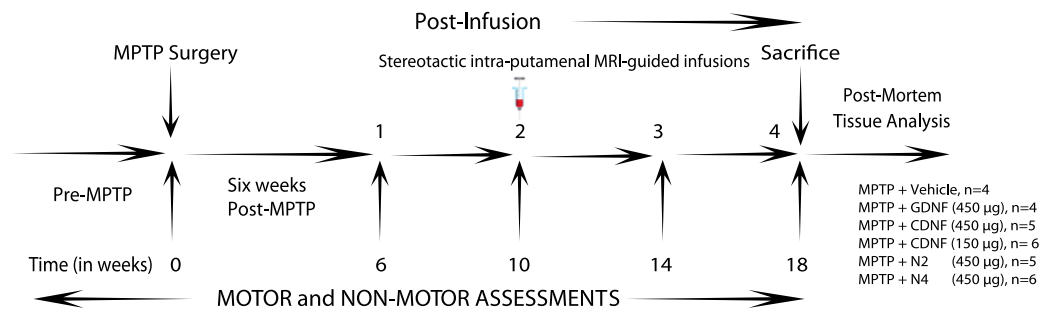 Post-Infusion
MPTP Surgery
Stereotactic intra-putamenal MRI-guided infusions
Sacrifice
Post-Mortem
Tissue Analysis
1
2
3
4
Pre-MPTP
Six weeks
Post-MPTP
MPTP + Vehicle, n=4
MPTP + GDNF (450 µg), n=4
MPTP + CDNF (450 µg), n=5
MPTP + CDNF (150 µg), n= 6
MPTP + N2 (450 µg), n=5
MPTP + N4 (450 µg), n=6
Time (in weeks) 0 6 10 14 18
MOTOR and NON-MOTOR ASSESSMENTS